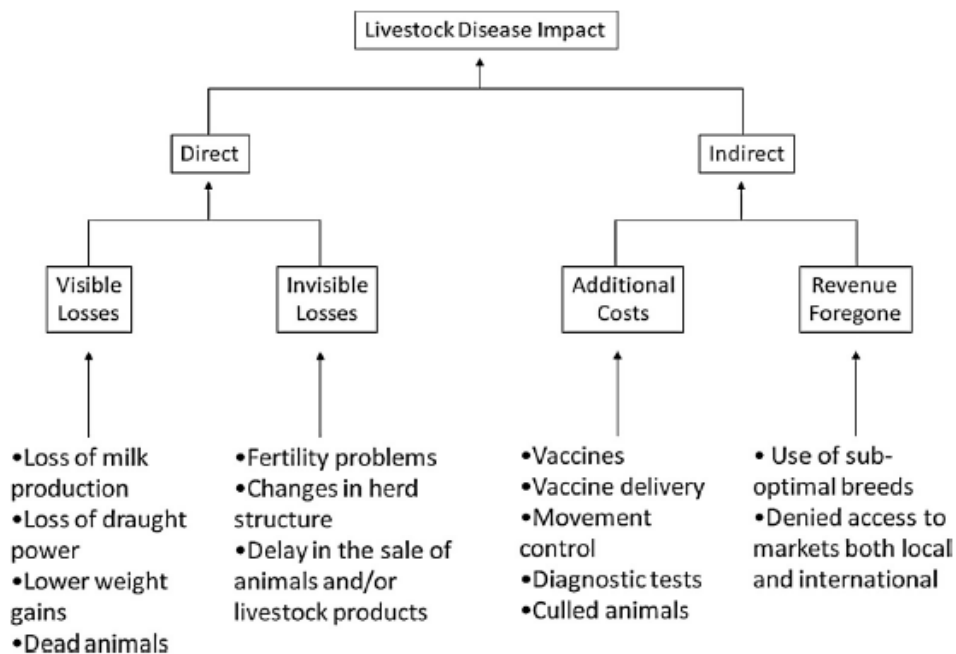 Livestock Disease Impact
Direct
Indirect
Visible
Losses
Invisible
Losses
Additional
Costs
Revenue
Foregone
•Loss of milk
production
•Loss of draught
power
•Lower weight
gains
•Dead animals
•Fertility problems
•Changes in herd
structure
•Delay in the sale of
animals and/or
livestock products
•Vaccines
•Vaccine delivery
•Movement
control
•Diagnostic tests
•Culled animals
• Use of sub-
optimal breeds
•Denied access to
markets both local
and international